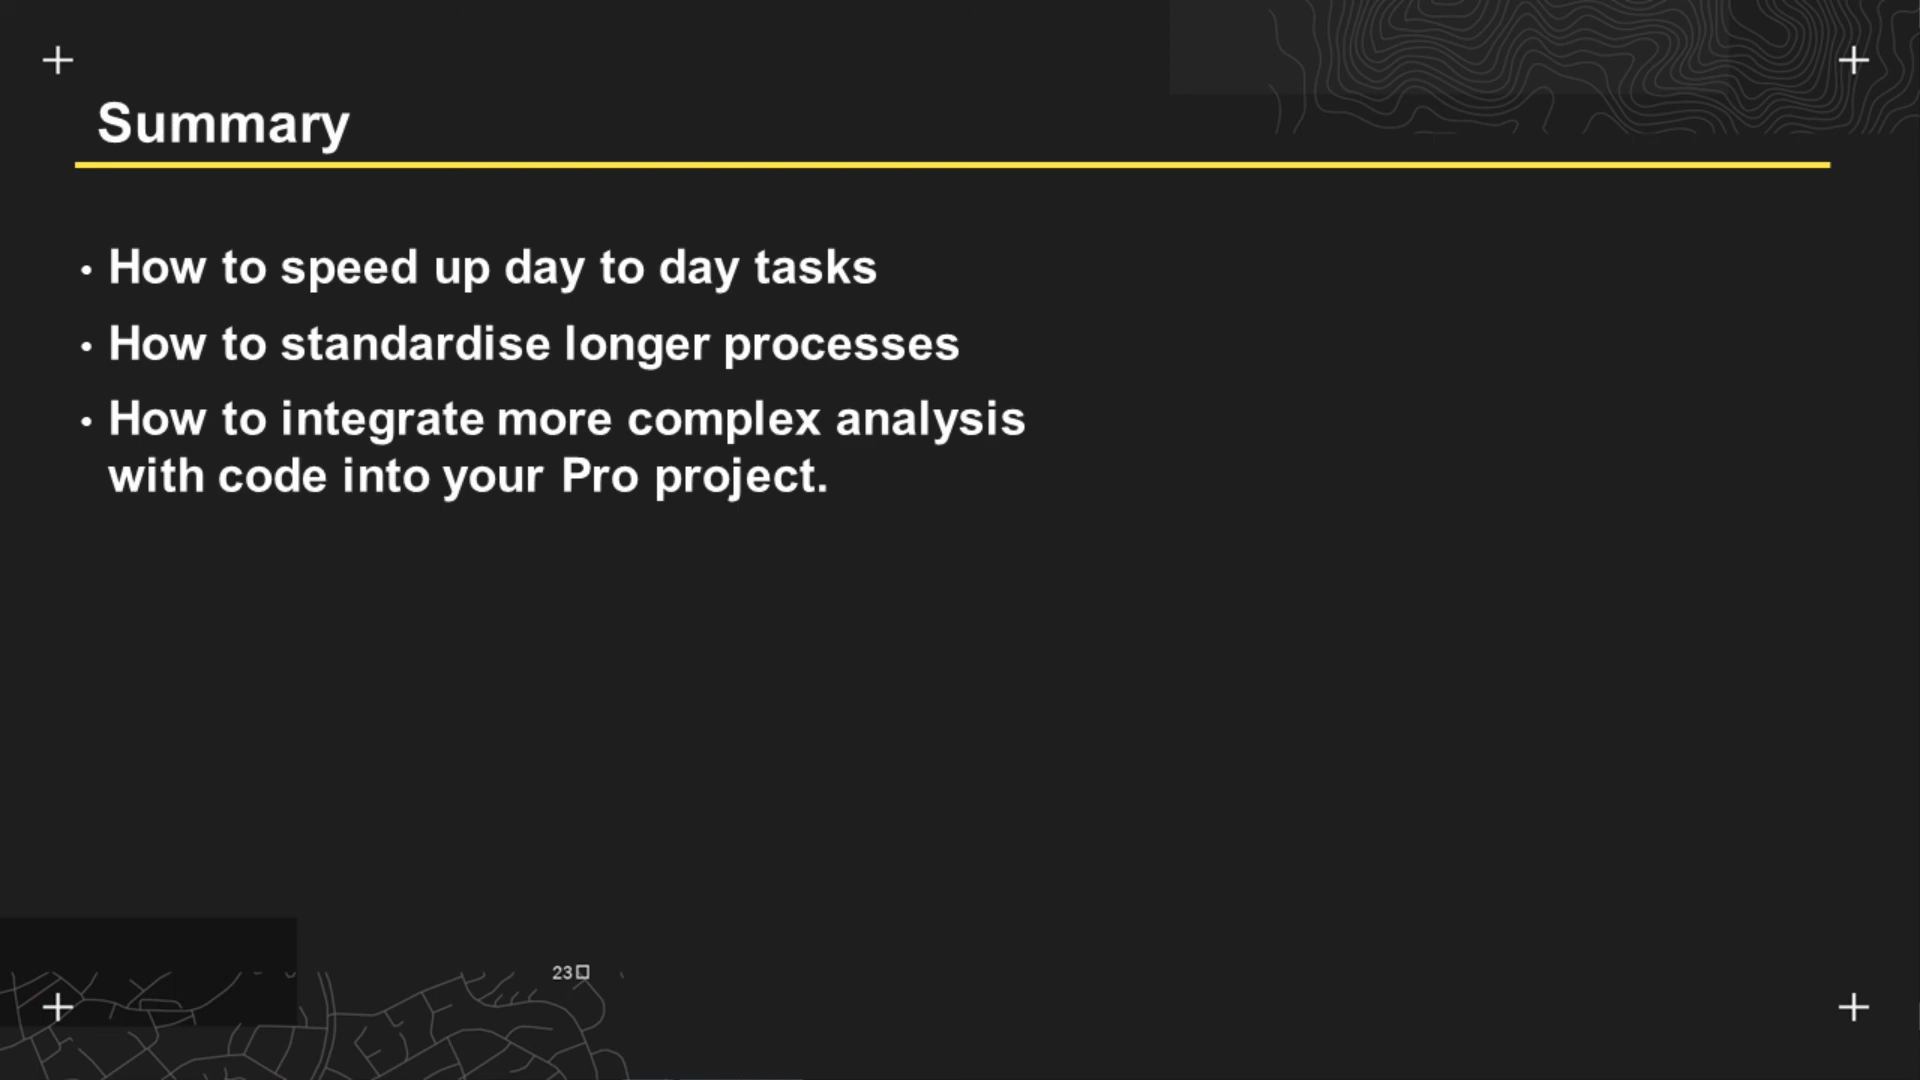 Summary
• How to speed up day to day tasks
• How to standardise longer processes
• How to integrate more complex analysis
with code into your Pro project.
23